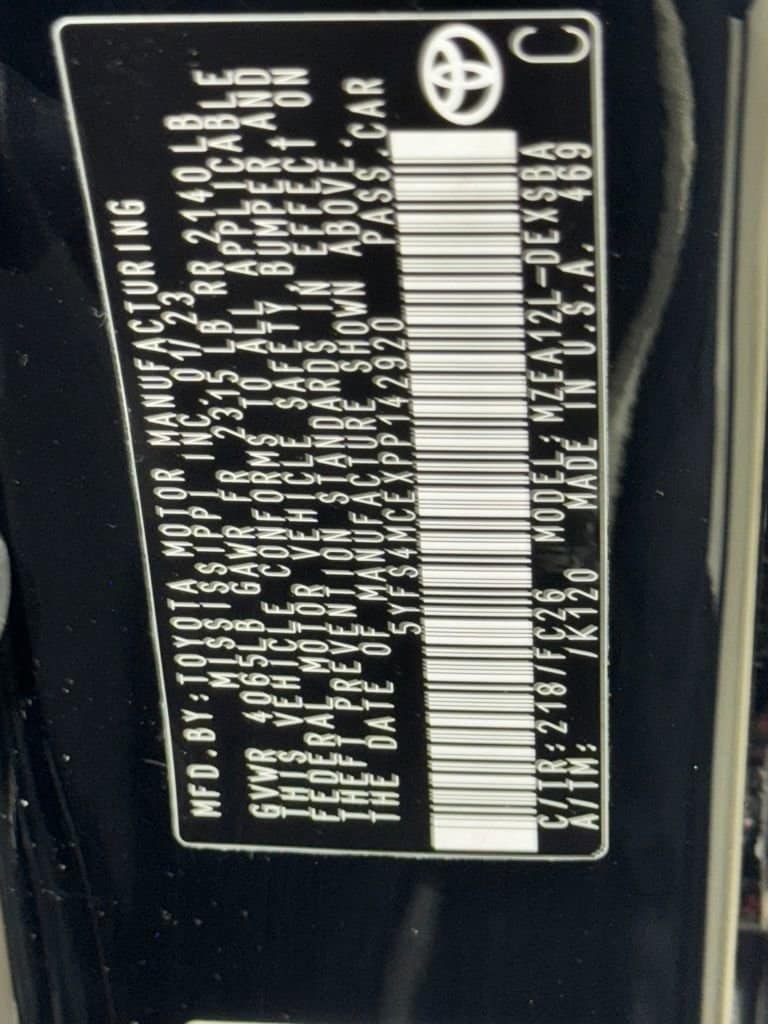 MFD.BY:TOYOTA MOTOR MANUFACTURING
MISSISSIPPI INC.01/23
GVWR 4065LB GAWR FR 2315 LB RR 2140LB
THIS VEHICLE CONFORMS TO ALL APPLICABLE
FEDERAL MOTOR VEHICLE SAFETY, BUMPER AND
THEFT PREVENTION STANDARDS IN EFFECT ON
THE DATE OF MANUFACTURE SHOWN ABOVE.
5YFS4MCEXPP142920 PASS.CAR
C/TR:218/FC26 MODEL:MZEA12L-DEXSBA
A/TM: /K120 MADE IN U.S.A. 469
C